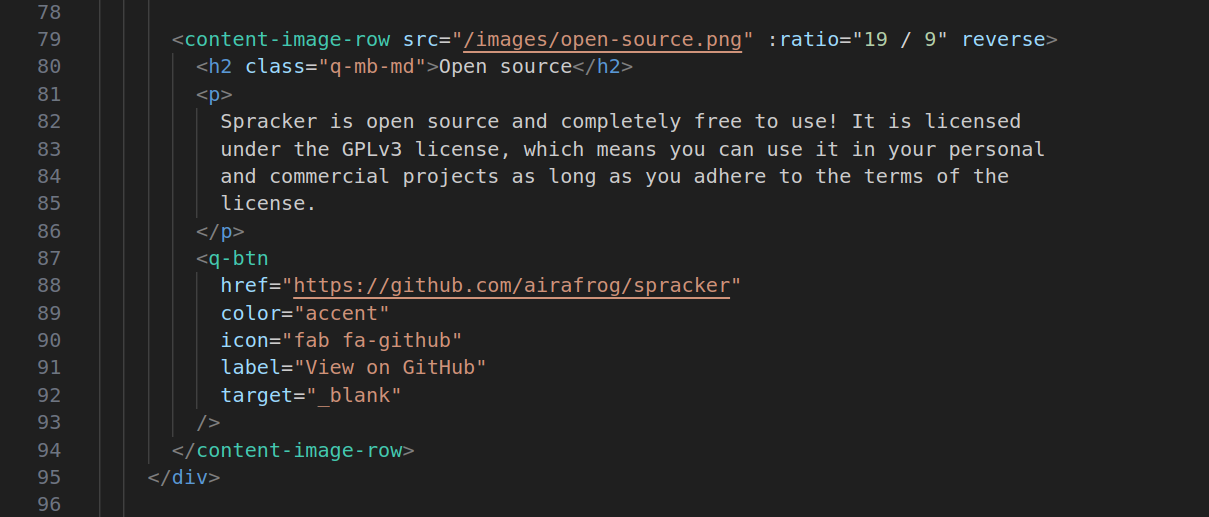 78
79 <content-image-row src="/images/open-source.png" :ratio="19 / 9" reverse>
80 <h2 class="q-mb-md">Open source</h2>
81 <p>
82 Spracker is open source and completely free to use! It is licensed
83 under the GPLv3 license, which means you can use it in your personal
84 and commercial projects as long as you adhere to the terms of the
85 license.
86 </p>
87 <q-btn
88 href="https://github.com/airafrog/spracker"
89 color="accent"
90 icon="fab fa-github"
91 label="View on GitHub"
92 target="_blank"
93 />
94 </content-image-row>
95 </div>
96